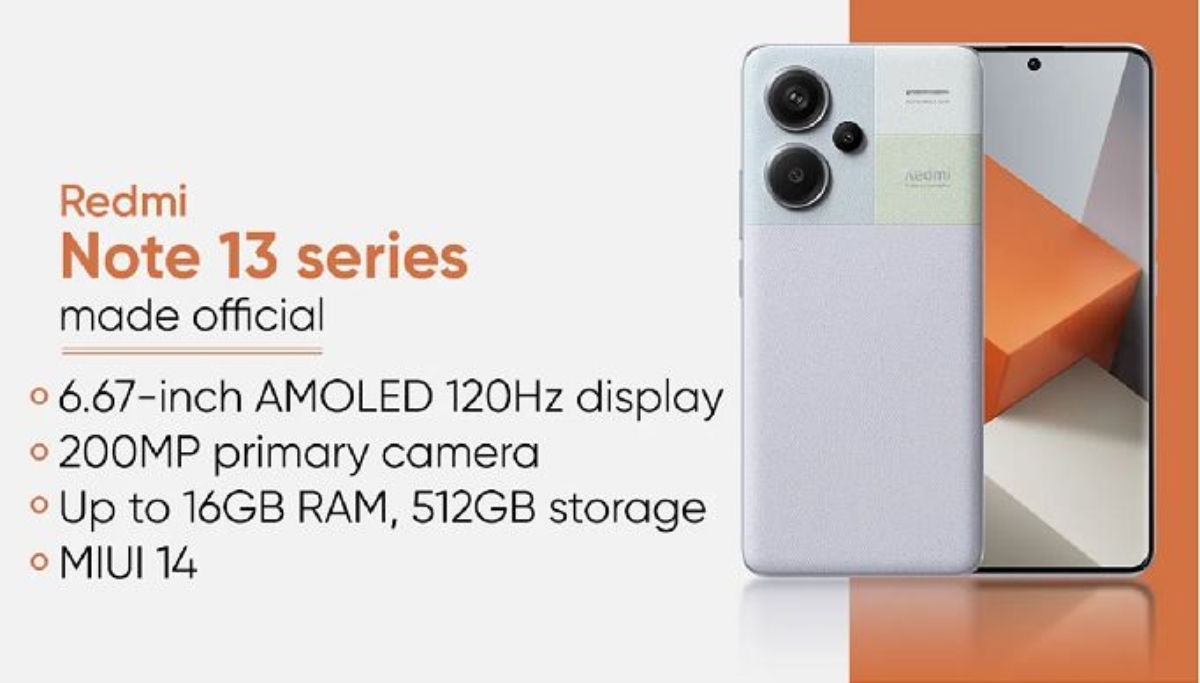 Redmi
Note 13 series
made official
6.67-inch AMOLED 120Hz display
200MP primary camera
Up to 16GB RAM, 512GB storage
MIUI 14
Redmi